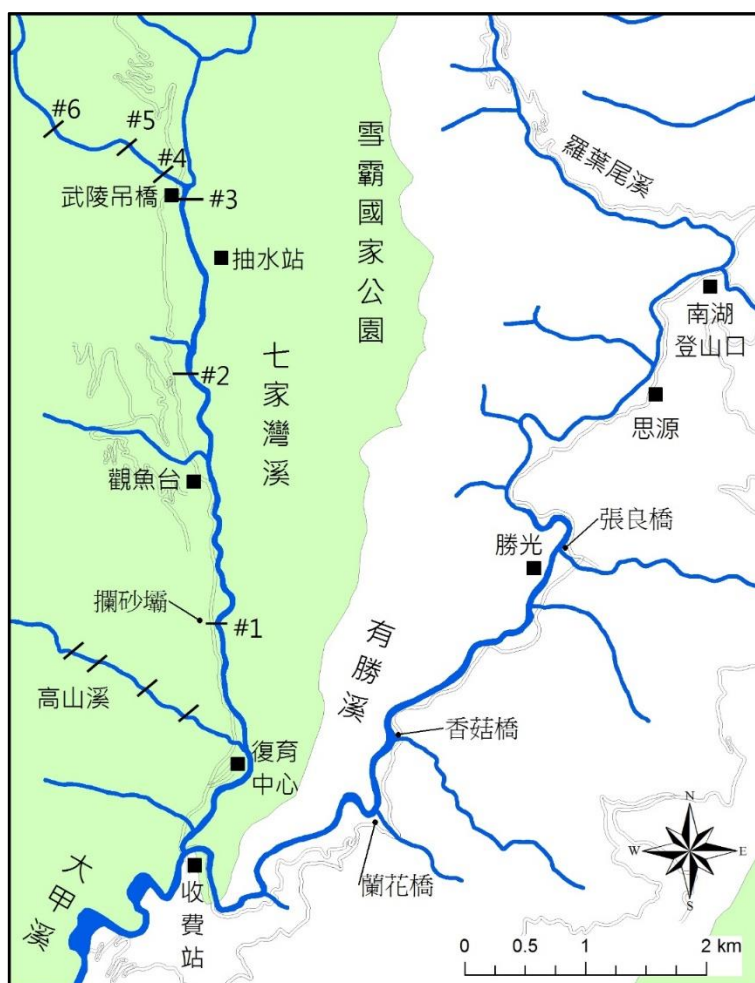 #6
#5
#4
武陵吊橋
#3
抽水站
雪霸國家公園
羅葉尾溪
南湖
登山口
#2
七家灣溪
思源
觀魚台
張良橋
勝光
攔砂壩
#1
有勝溪
高山溪
香菇橋
復育
中心
蘭花橋
大甲溪
收費站
N
W
E
S
0 0.5 1 2 km